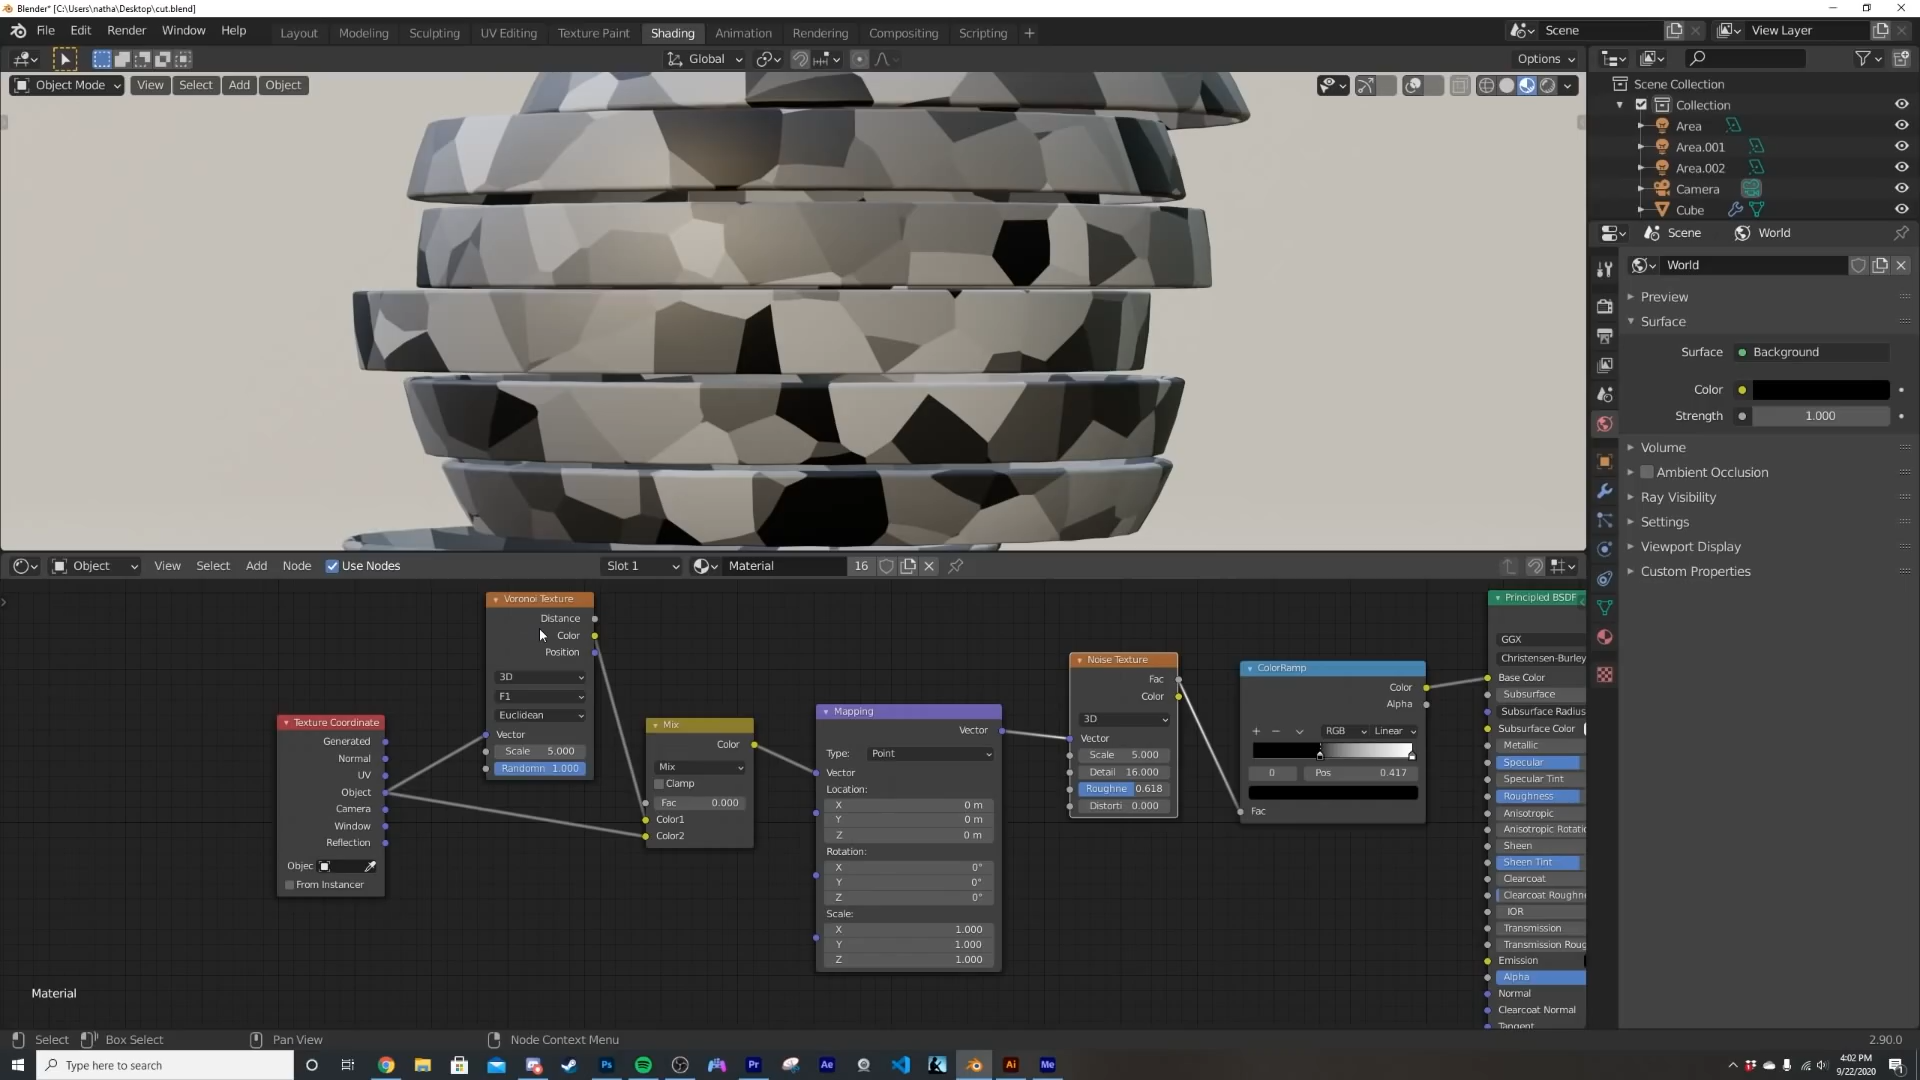 Blender* [C:\Users\natha\Desktop\cut.blend]
File Edit Render Window Help
Layout Modeling Sculpting UV Editing Texture Paint Shading Animation Rendering Compositing Scripting +
Scene
View Layer
Global
Options
Object Mode View Select Add Object
Scene Collection
Collection
Area
Area.001
Area.002
Camera
Cube
Scene World
World
Preview
Surface
Surface Background
Color
Strength 1.000
Volume
Ambient Occlusion
Ray Visibility
Settings
Viewport Display
Custom Properties
Object View Select Add Node Use Nodes
Slot 1
Material 16
Texture Coordinate
Generated
Normal
UV
Object
Camera
Window
Reflection
Objec
From Instancer
Voronoi Texture
Distance
Color
Position
3D
F1
Euclidean
Vector
Scale 5.000
Randomn 1.000
Mix
Color
Mix
Clamp
Fac 0.000
Color1
Color2
Mapping
Vector
Type: Point
Vector
Location:
X 0 m
Y 0 m
Z 0 m
Rotation:
X 0°
Y 0°
Z 0°
Scale:
X 1.000
Y 1.000
Z 1.000
Noise Texture
Fac
Color
3D
Vector
Scale 5.000
Detail 16.000
Roughne 0.618
Distorti 0.000
ColorRamp
Color
Alpha
+ − RGB Linear
0 Pos 0.417
Fac
Principled BSDF
GGX
Christensen-Burley
Base Color
Subsurface
Subsurface Radius
Subsurface Color
Metallic
Specular
Specular Tint
Roughness
Anisotropic
Anisotropic Rotatic
Sheen
Sheen Tint
Clearcoat
Clearcoat Roughn
IOR
Transmission
Transmission Roug
Emission
Alpha
Normal
Clearcoat Normal
Tangent
Material
Select Box Select Pan View Node Context Menu 2.90.0
Type here to search
Ps
Pr
Ae
Ai
Me
4:02 PM
9/22/2020